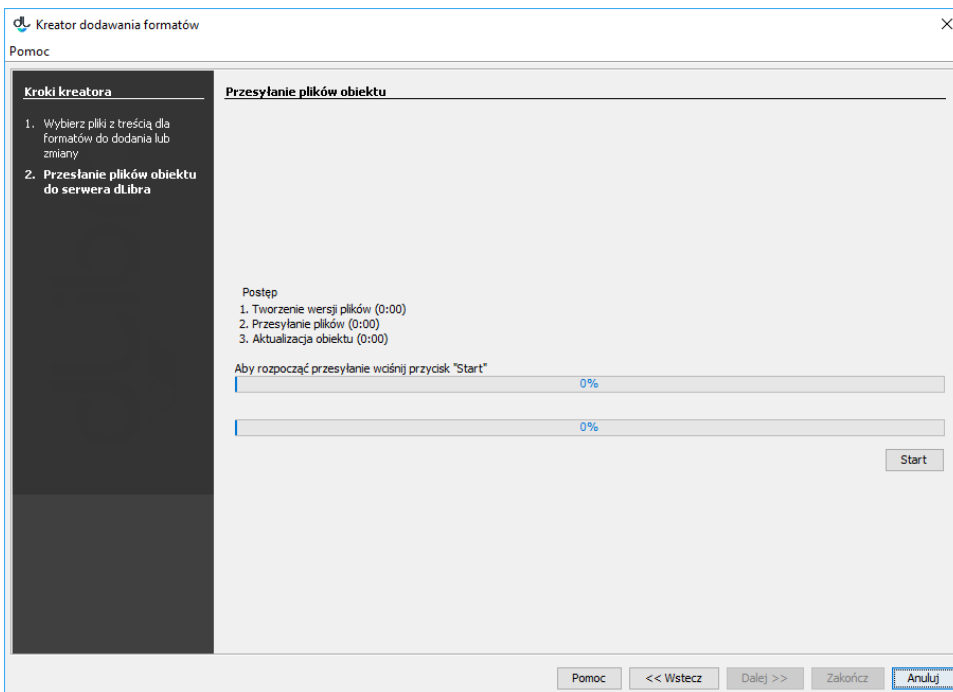 Kreator dodawania formatów
Pomoc
Kroki kreatora
1. Wybierz pliki z treścią dla
formatów do dodania lub
zmiany
2. Przesłanie plików obiektu
do serwera dLibra
Przesyłanie plików obiektu
Postęp
1. Tworzenie wersji plików (0:00)
2. Przesyłanie plików (0:00)
3. Aktualizacja obiektu (0:00)
Aby rozpocząć przesyłanie wciśnij przycisk "Start"
0%
0%
Start
Pomoc
<< Wstecz
Dalej >>
Zakończ
Anuluj